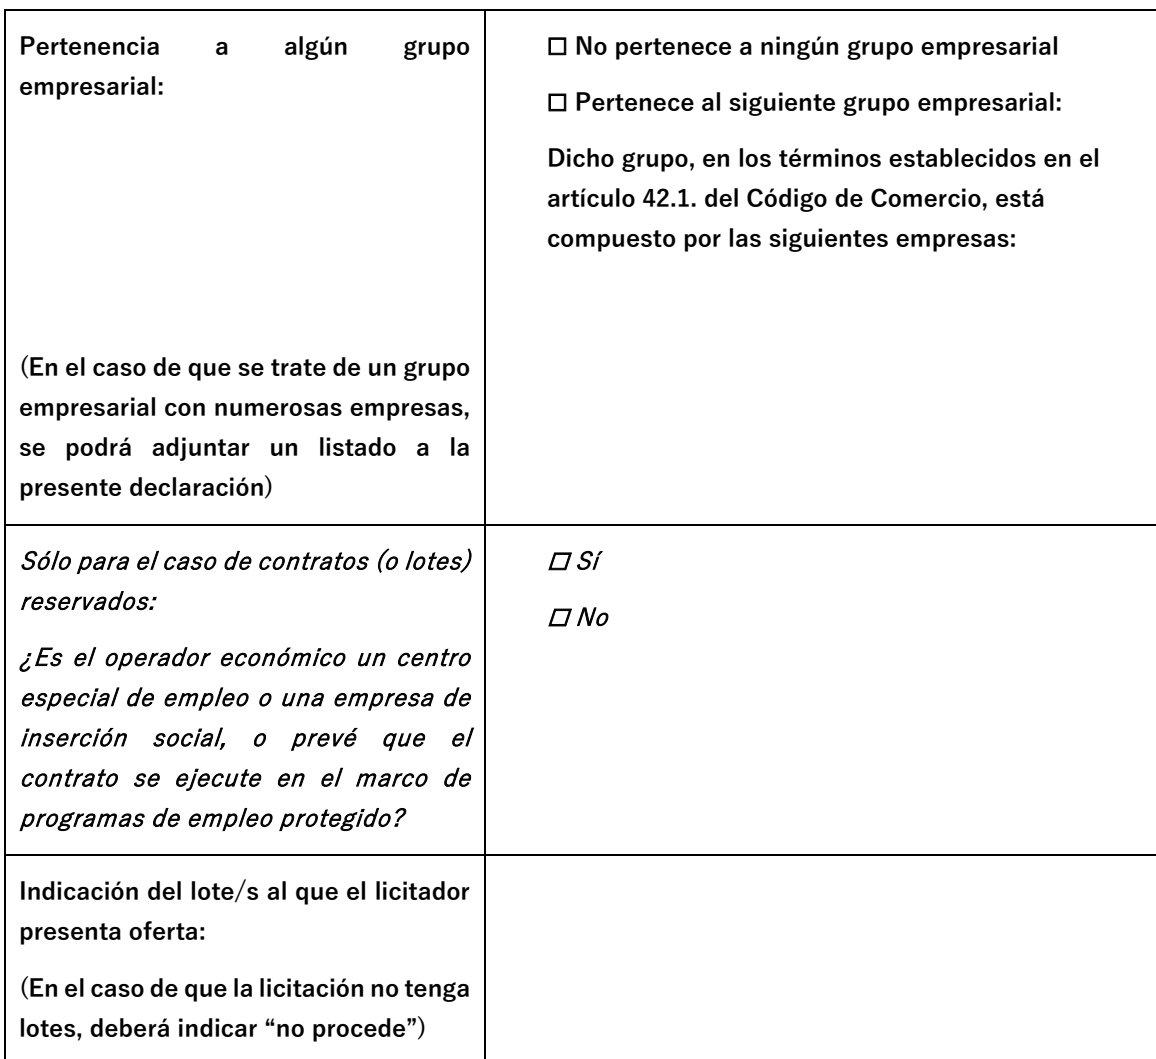 Pertenencia a algún grupo
empresarial:
(En el caso de que se trate de un grupo
empresarial con numerosas empresas,
se podrá adjuntar un listado a la
presente declaración)
☐ No pertenece a ningún grupo empresarial
☐ Pertenece al siguiente grupo empresarial:
Dicho grupo, en los términos establecidos en el
artículo 42.1. del Código de Comercio, está
compuesto por las siguientes empresas:
Sólo para el caso de contratos (o lotes)
reservados:
¿Es el operador económico un centro
especial de empleo o una empresa de
inserción social, o prevé que el
contrato se ejecute en el marco de
programas de empleo protegido?
☐ Sí
☐ No
Indicación del lote/s al que el licitador
presenta oferta:
(En el caso de que la licitación no tenga
lotes, deberá indicar “no procede”)